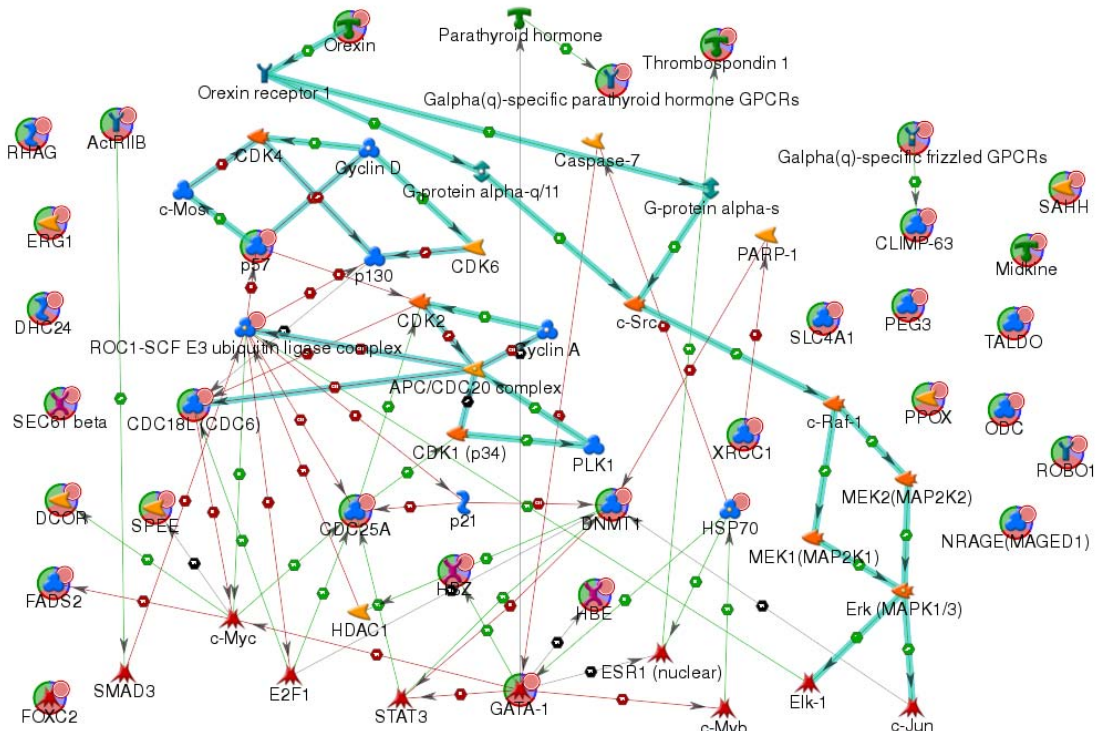 Orexin
Parathyroid hormone
Thrombospondin 1
Orexin receptor 1
Galpha(q)-specific parathyroid hormone GPCRs
RHAG
ActRIIB
CDK4
Cyclin D
Caspase-7
Galpha(q)-specific frizzled GPCRs
G-protein alpha-q/11
SAHH
c-Mos
G-protein alpha-s
ERG1
CLIMP-63
p57
p130
CDK6
PARP-1
Midkine
DHC24
CDK2
c-Src
SLC4A1
PEG3
TALDO
ROC1-SCF E3 ubiquitin ligase complex
Cyclin A
APC/CDC20 complex
SEC61 beta
CDC18L (CDC6)
c-Raf-1
PPOX
ODC
CDK1 (p34)
PLK1
XRCC1
ROBO1
MEK2(MAP2K2)
DCOR
SPEE
CDC25A
p21
DNMT1
HSP70
NRAGE(MAGED1)
MEK1(MAP2K1)
FADS2
HBZ
HBE
Erk (MAPK1/3)
c-Myc
HDAC1
ESR1 (nuclear)
SMAD3
E2F1
Elk-1
FOXC2
STAT3
GATA-1
c-Myb
c-Jun